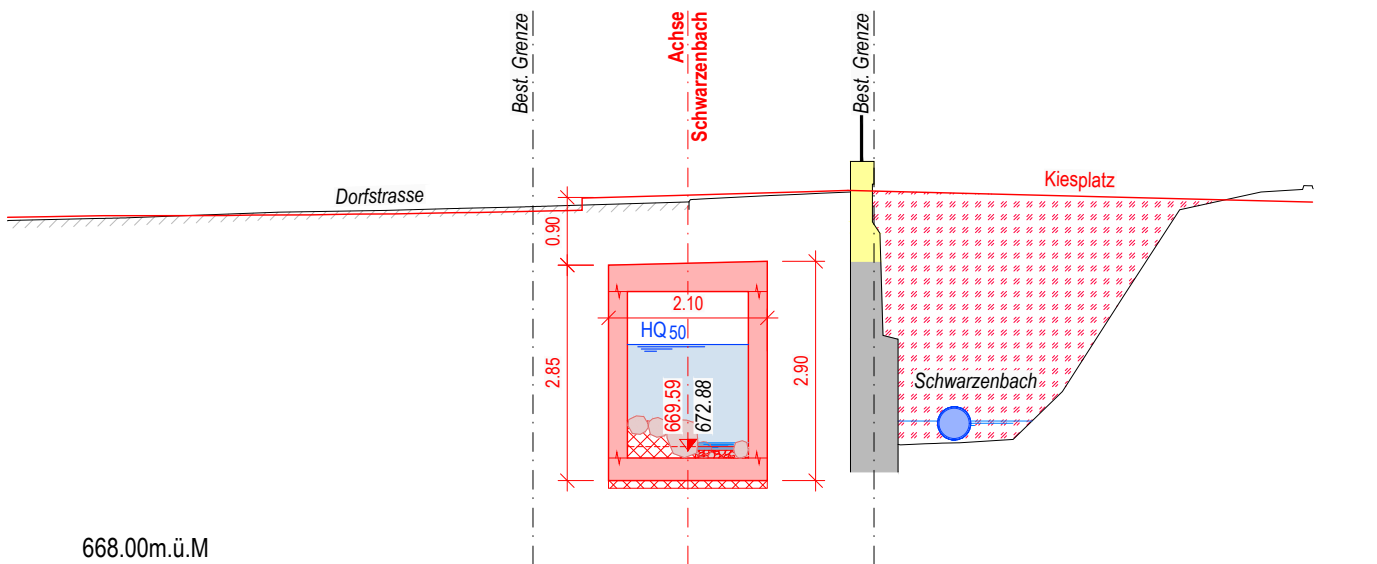 Best. Grenze
Achse
Schwarzenbach
Best. Grenze
Dorfstrasse
Kiesplatz
0.90
2.10
HQ 50
2.85
669.59
672.88
2.90
Schwarzenbach
668.00m.ü.M